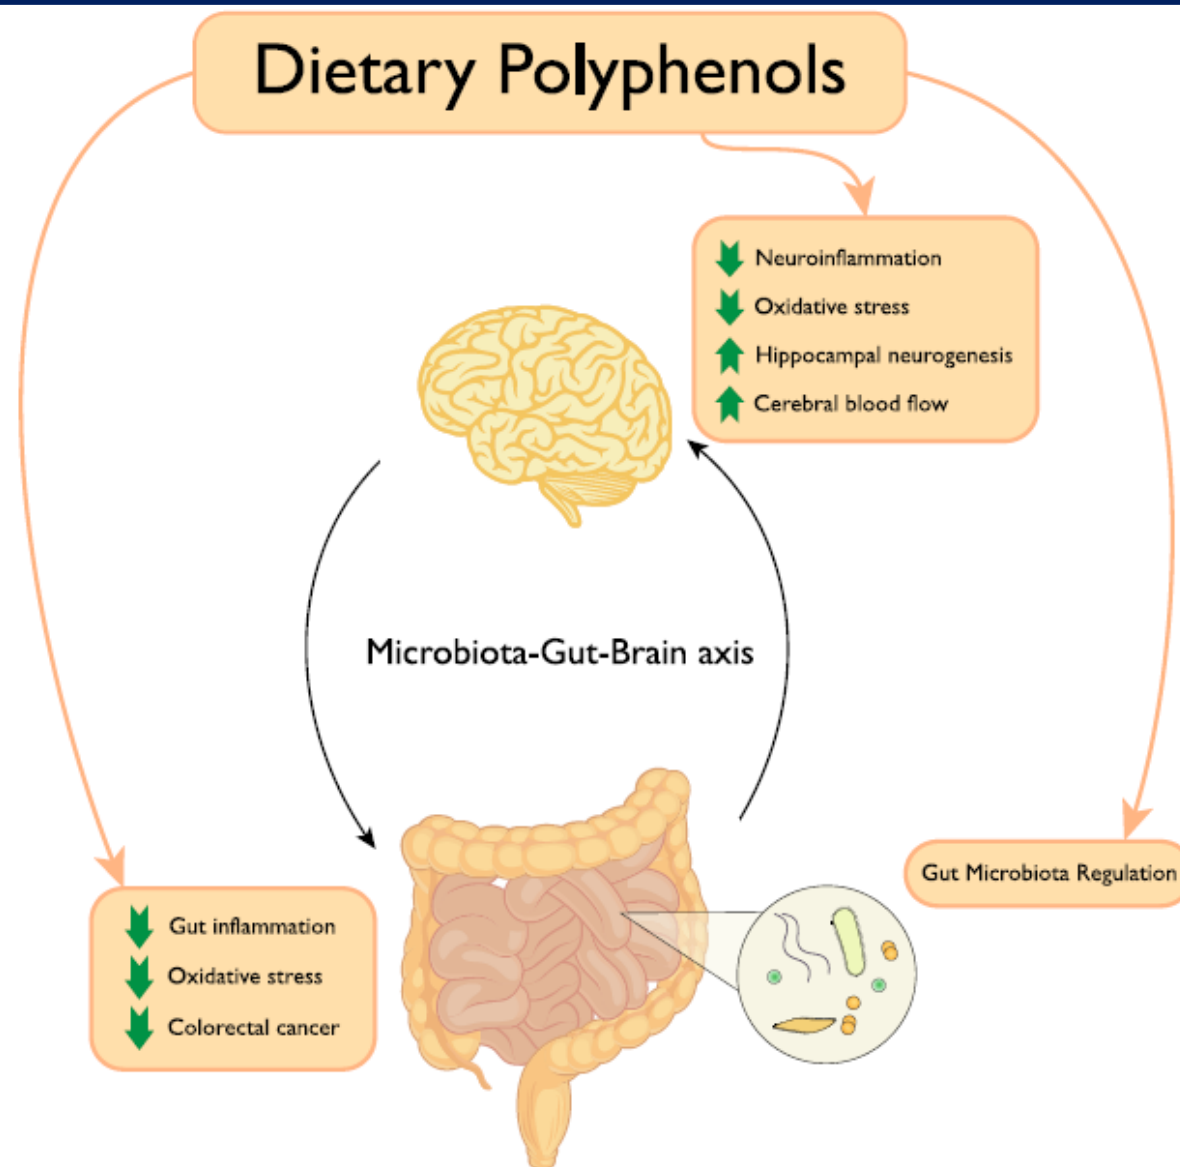 Dietary Polyphenols
Neuroinflammation
Oxidative stress
Hippocampal neurogenesis
Cerebral blood flow
Microbiota-Gut-Brain axis
Gut Microbiota Regulation
Gut inflammation
Oxidative stress
Colorectal cancer